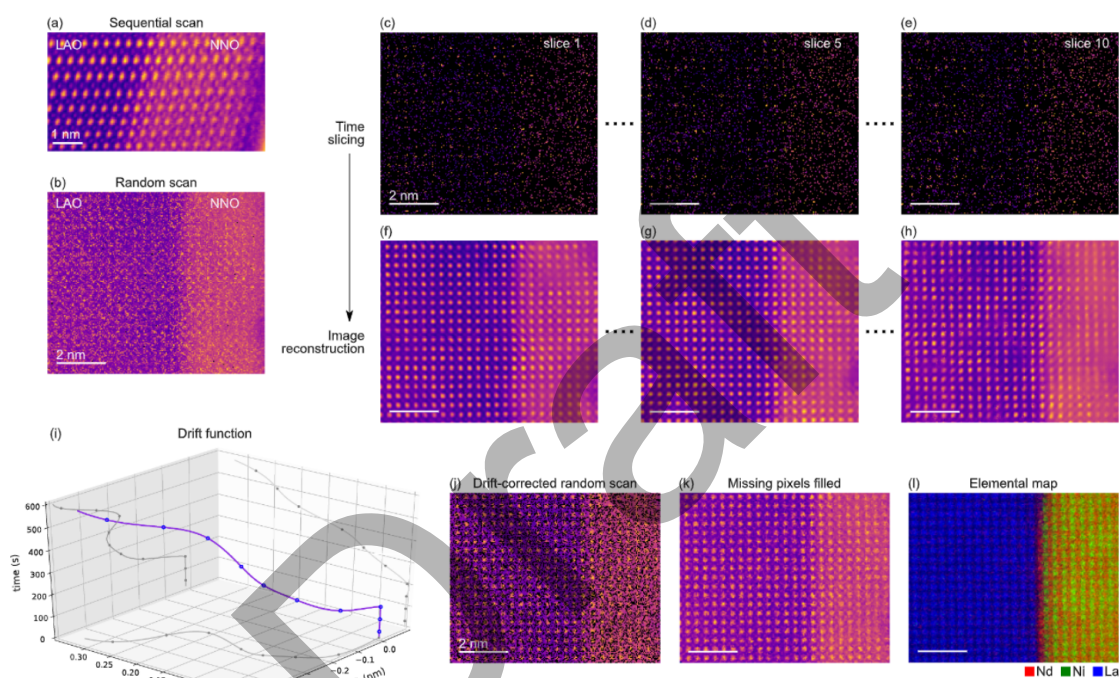 (a) Sequential scan
LAO NNO
1 nm
(b) Random scan
LAO NNO
2 nm
Time
slicing
Image
reconstruction
(c) slice 1
2 nm
(d) slice 5
(e) slice 10
(f)
(g)
(h)
(i) Drift function
time (s)
600
500
400
300
200
100
0
0.30
0.25
0.20
-0.2
-0.1
0.0
(nm)
(j) Drift-corrected random scan
2 nm
(k) Missing pixels filled
(l) Elemental map
Nd Ni La
Draft